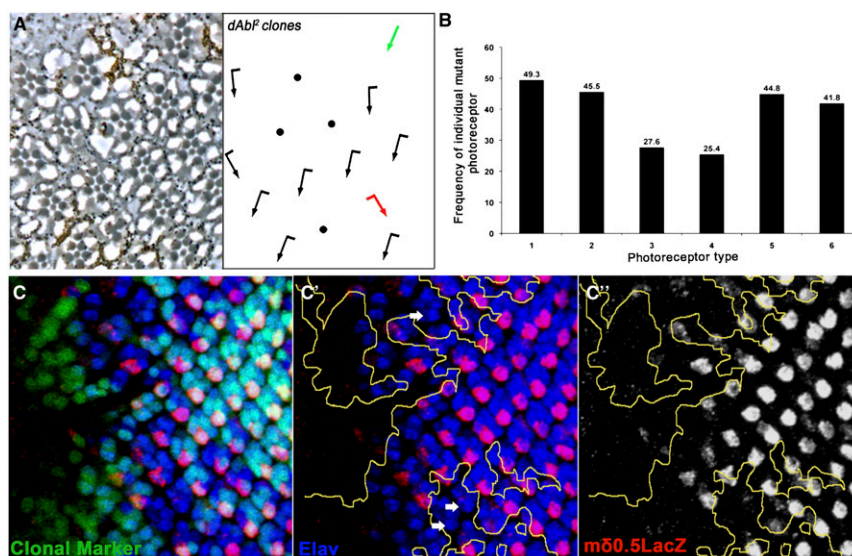 A
dAbl² clones
B
Frequency of individual mutant
photoreceptor
60
50
40
30
20
10
0
49.3
45.5
27.6
25.4
44.8
41.8
1 2 3 4 5 6
Photoreceptor type
C
C'
C''
Clonal Marker
Elav
mδ0.5LacZ